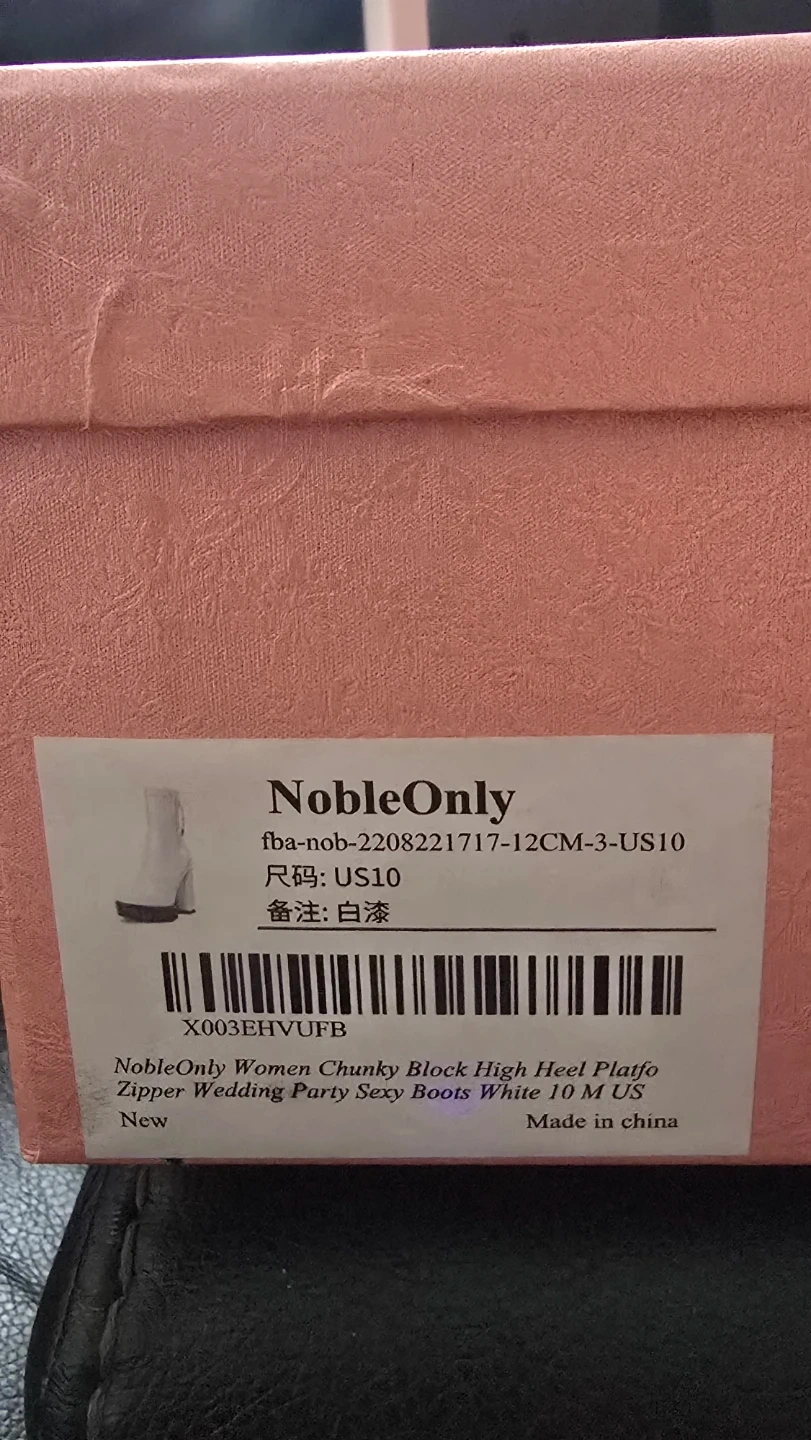 NobleOnly
fba-nob-2208221717-12CM-3-US10
尺码: US10
备注: 白漆
X003EHVUFB
NobleOnly Women Chunky Block High Heel Platfo
Zipper Wedding Party Sexy Boots White 10 M US
New Made in china